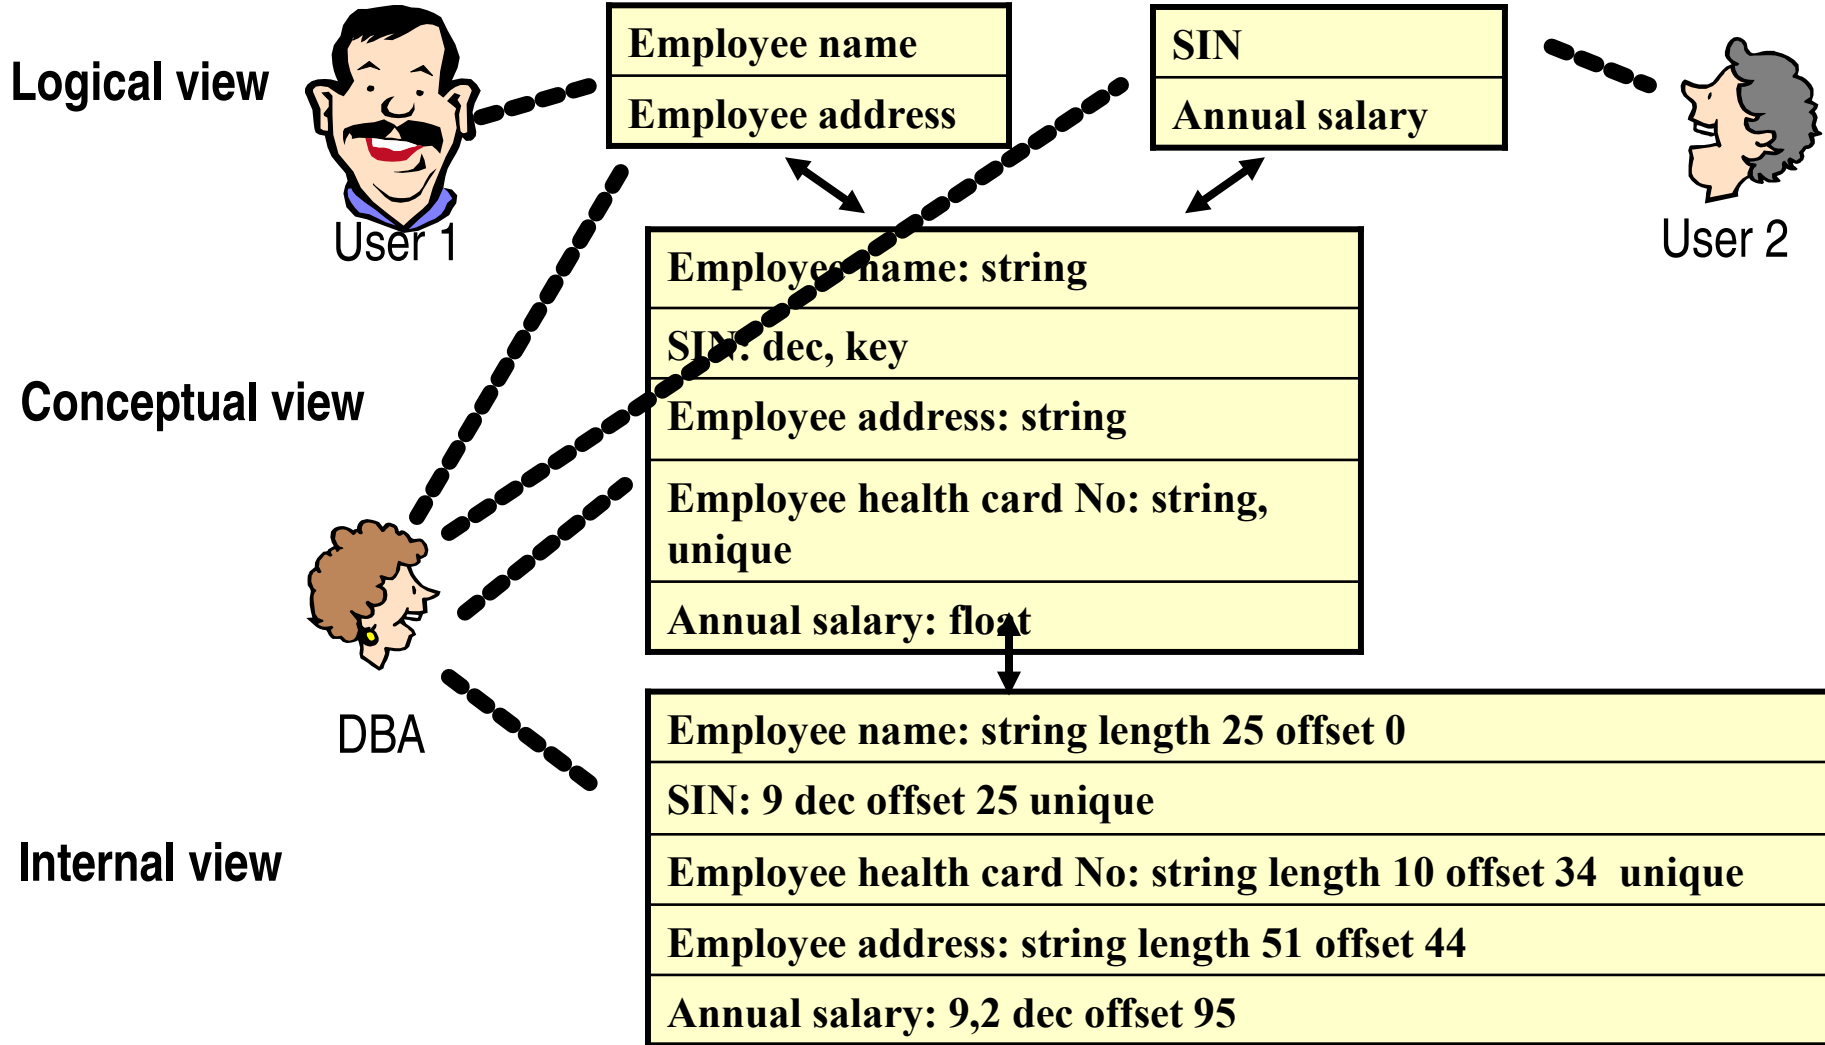 Logical view
Employee name
Employee address
SIN
Annual salary
User 1
User 2
Conceptual view
Employee name: string
SIN: dec, key
Employee address: string
Employee health card No: string,
unique
Annual salary: float
DBA
Internal view
Employee name: string length 25 offset 0
SIN: 9 dec offset 25 unique
Employee health card No: string length 10 offset 34 unique
Employee address: string length 51 offset 44
Annual salary: 9,2 dec offset 95